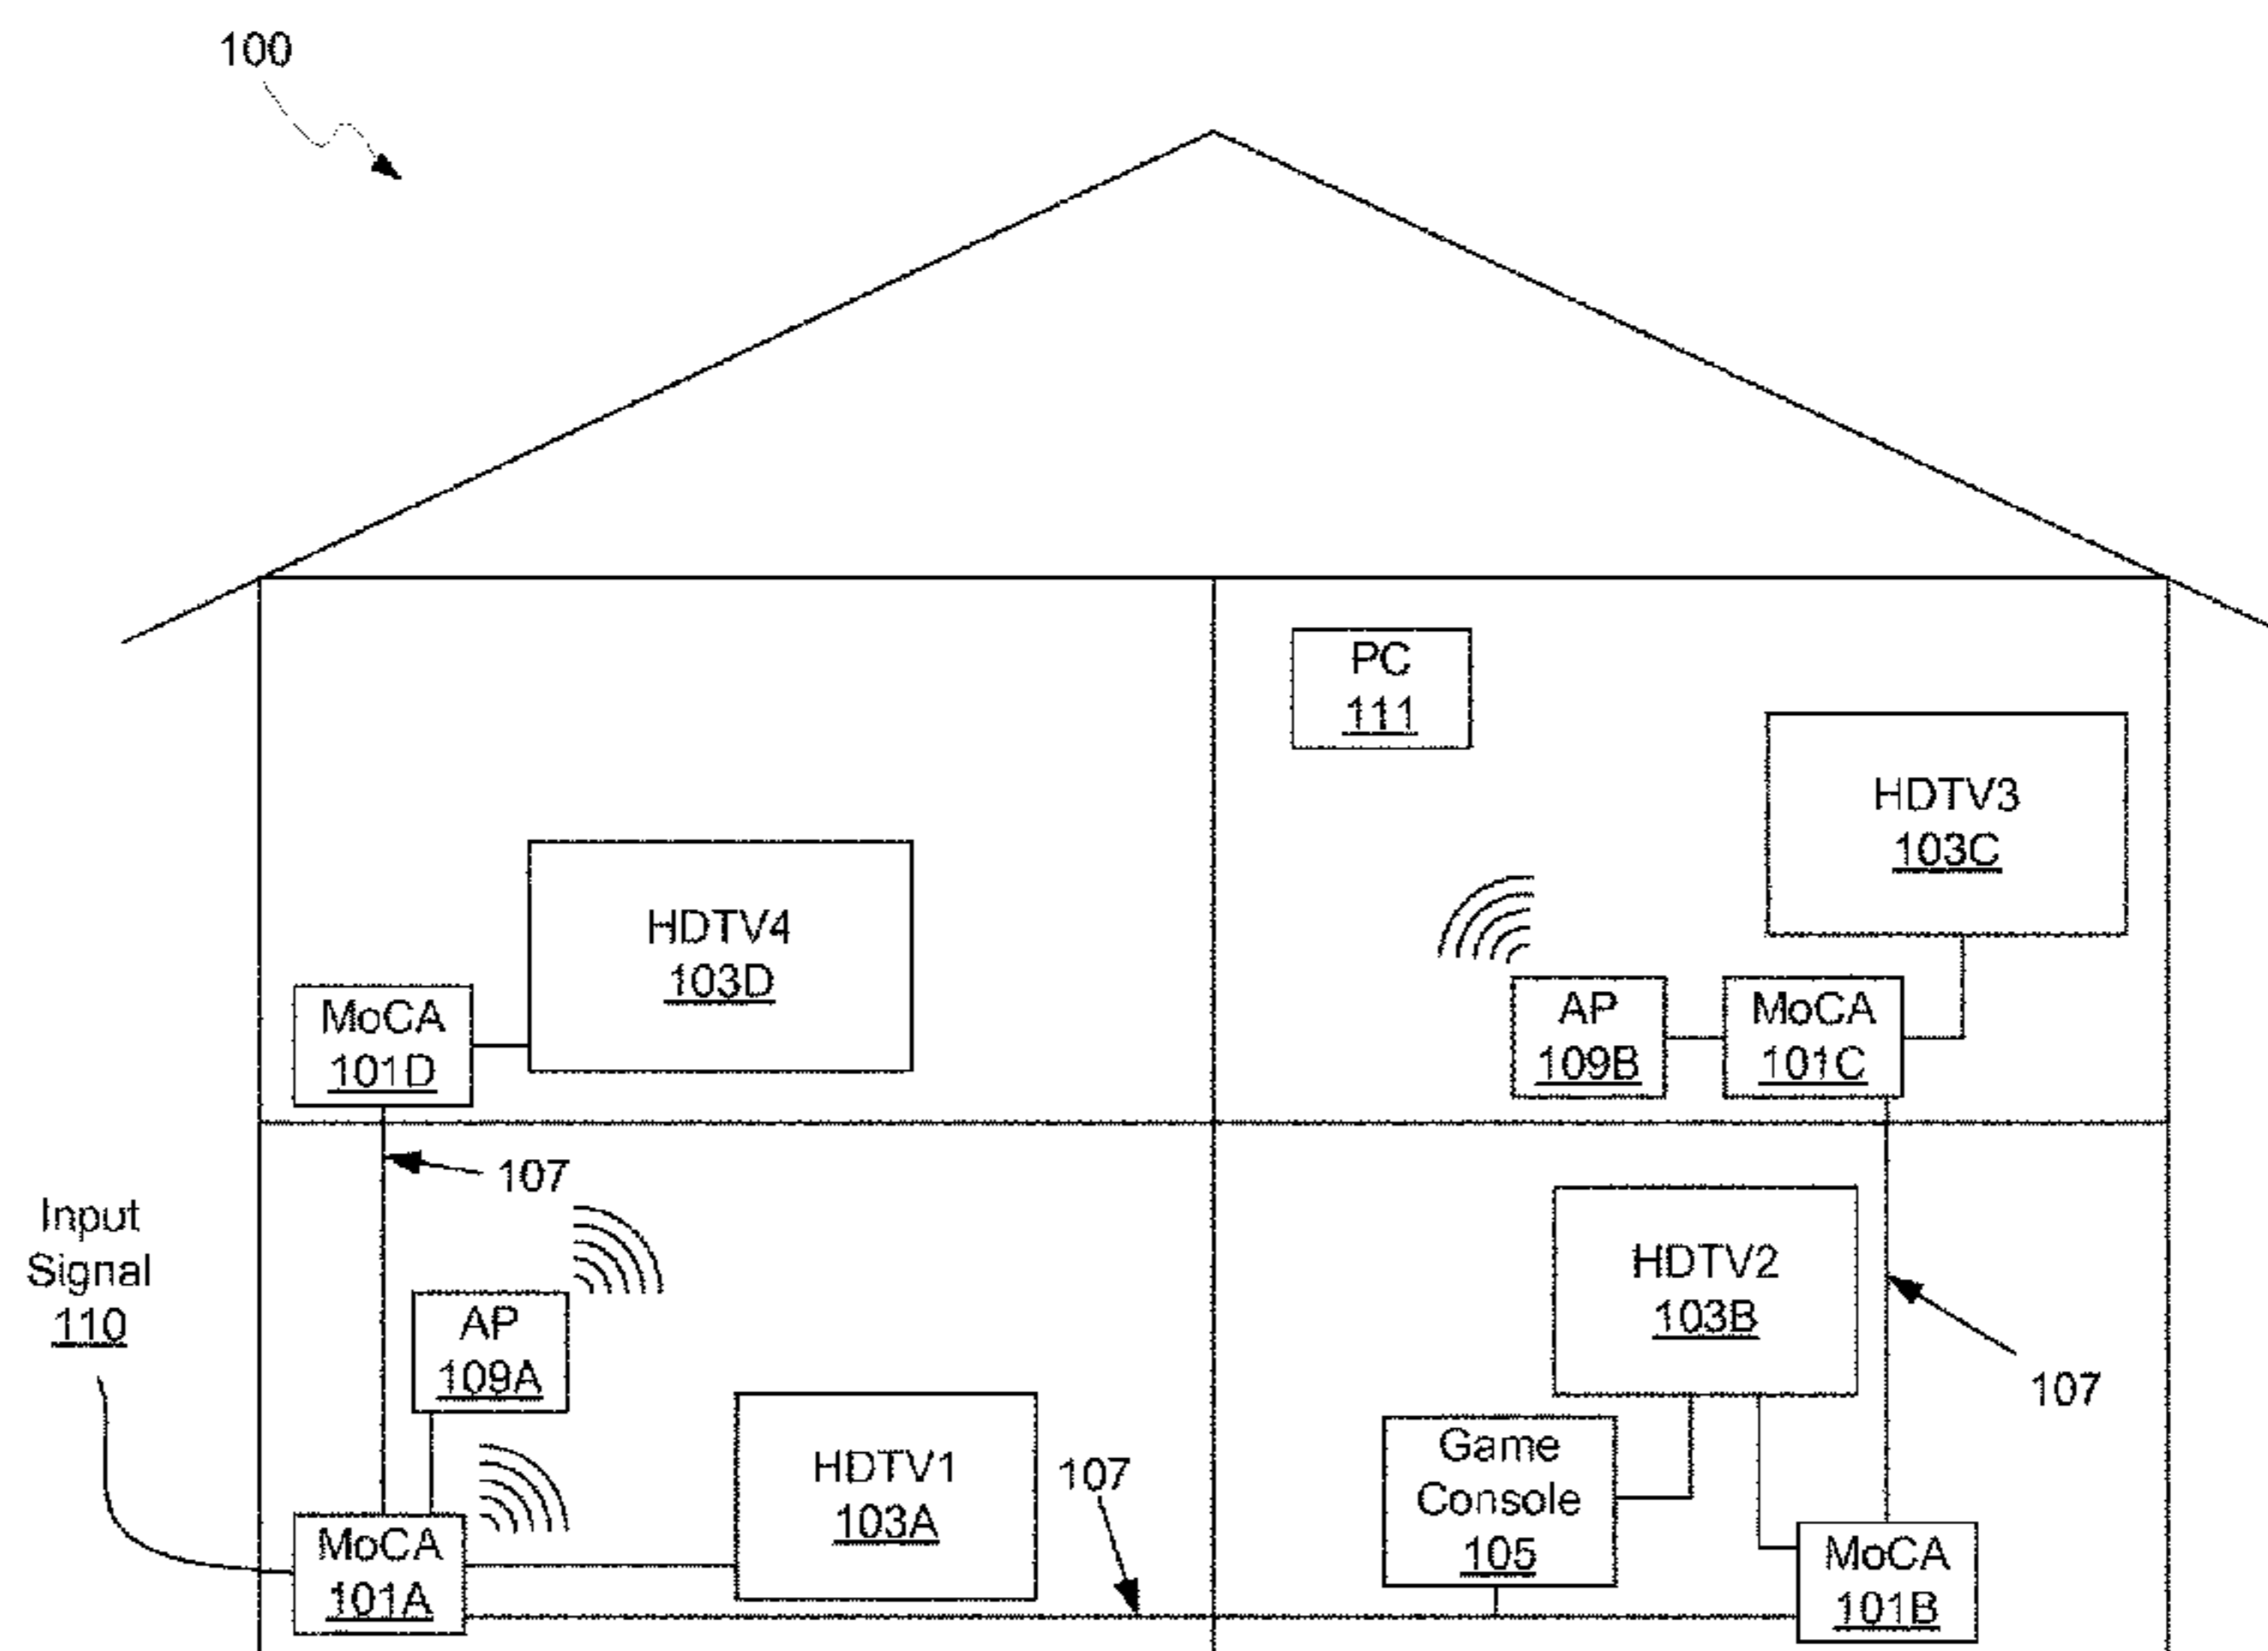 100
PC
111
HDTV3
103C
HDTV4
103D
MoCA
101D
AP
109B
MoCA
101C
107
Input
Signal
110
AP
109A
HDTV2
103B
107
HDTV1
103A
107
Game
Console
105
MoCA
101A
MoCA
101B